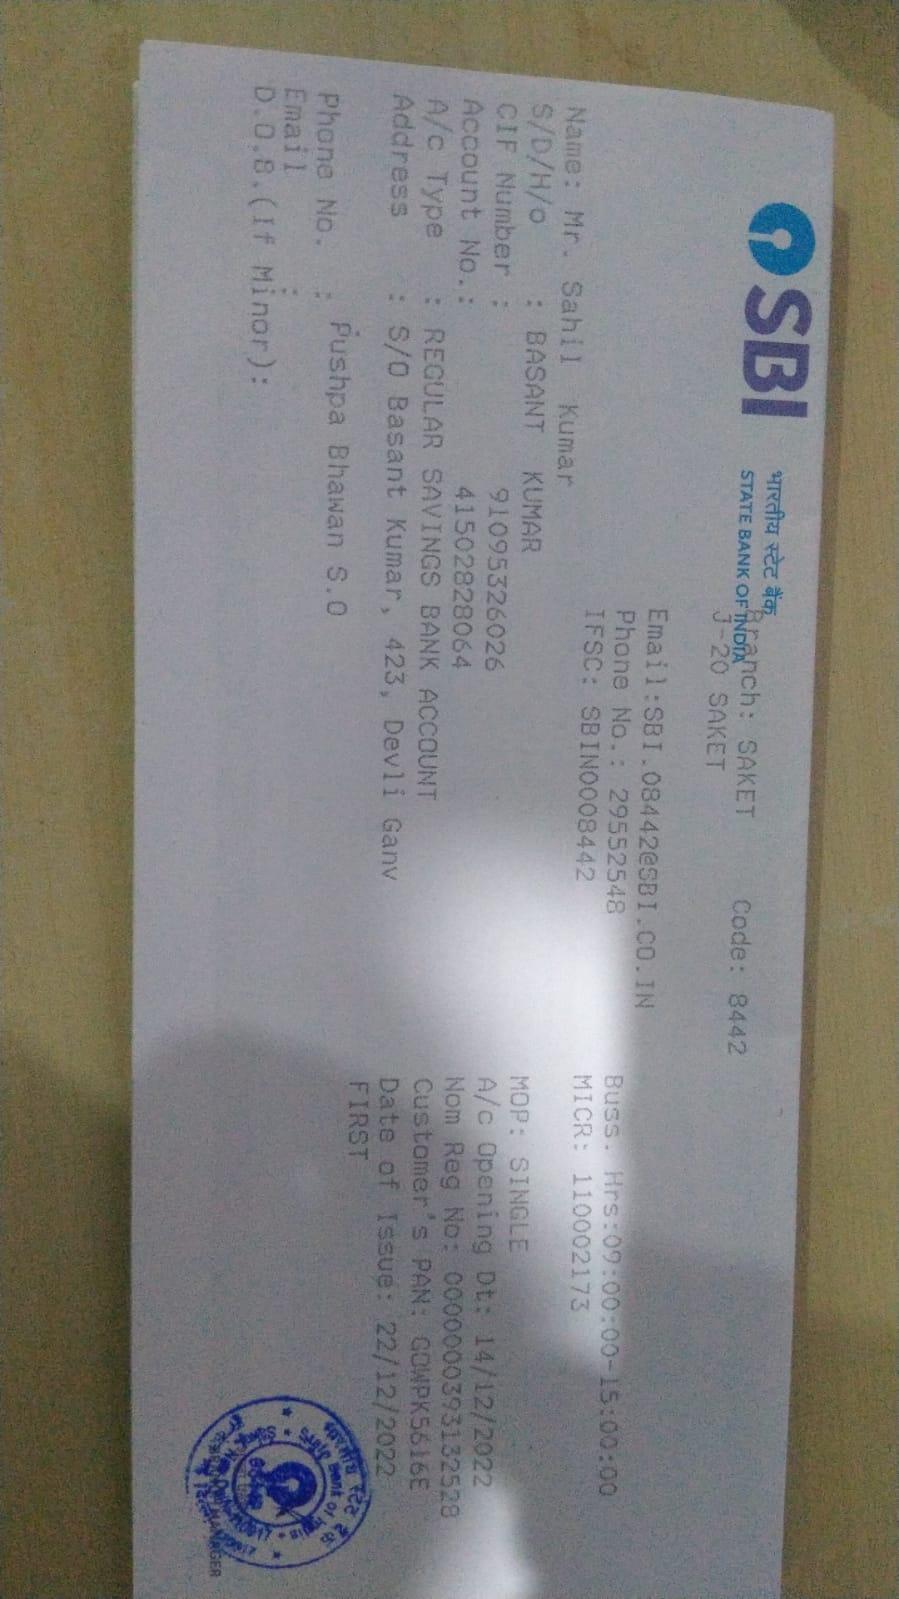 SBI
भारतीय स्टेट बैंक
STATE BANK OF INDIA
Branch: SAKET Code: 8442
J-20 SAKET
Email:SBI.08442@SBI.CO.IN
Phone No.: 29552548 Buss. Hrs:09:00:00-15:00:00
IFSC: SBIN0008442 MICR: 110002173
Name: Mr. Sahil Kumar
S/D/H/o : BASANT KUMAR MOP: SINGLE
CIF Number : 91095326026 A/c Opening Dt: 14/12/2022
Account No.: 41502828064 Nom Reg No: 0000000393132528
A/c Type : REGULAR SAVINGS BANK ACCOUNT Customer's PAN: GOWPK5616E
Address : S/O Basant Kumar, 423, Devli Ganv Date of Issue: 22/12/2022
FIRST
Pushpa Bhawan S.O
Phone No. :
Email :
D.O.B.(If Minor):